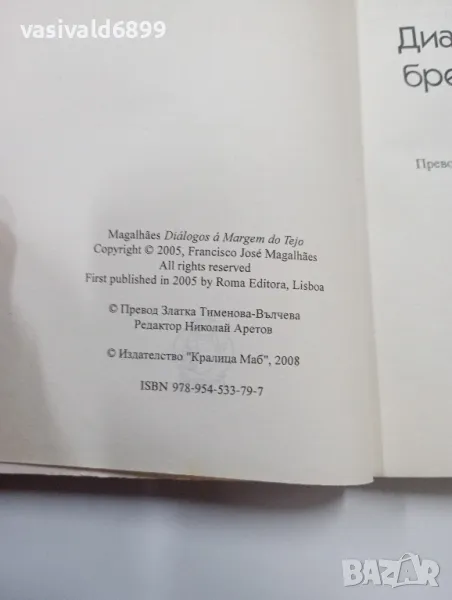 vasivald6899
Magalhães Diálogos á Margem do Tejo
Copyright © 2005, Francisco José Magalhães
All rights reserved
First published in 2005 by Roma Editora, Lisboa
© Превод Златка Тименова-Вълчева
Редактор Николай Аретов
© Издателство "Кралица Маб", 2008
ISBN 978-954-533-79-7
Диа
бре
Прево
BAZAR